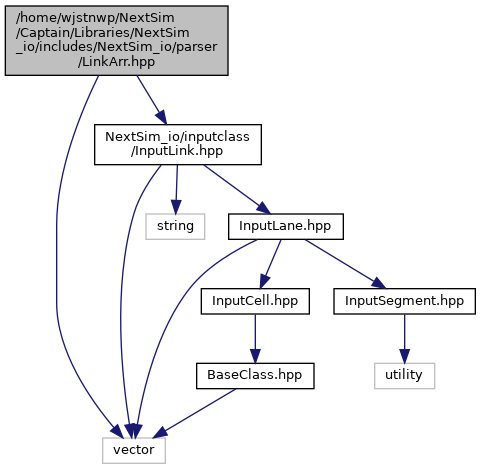 /home/wjstnwp/NextSim
/Captain/Libraries/NextSim
_io/includes/NextSim_io/parser
/LinkArr.hpp
NextSim_io/inputclass
/InputLink.hpp
string
InputLane.hpp
InputCell.hpp
InputSegment.hpp
BaseClass.hpp
utility
vector